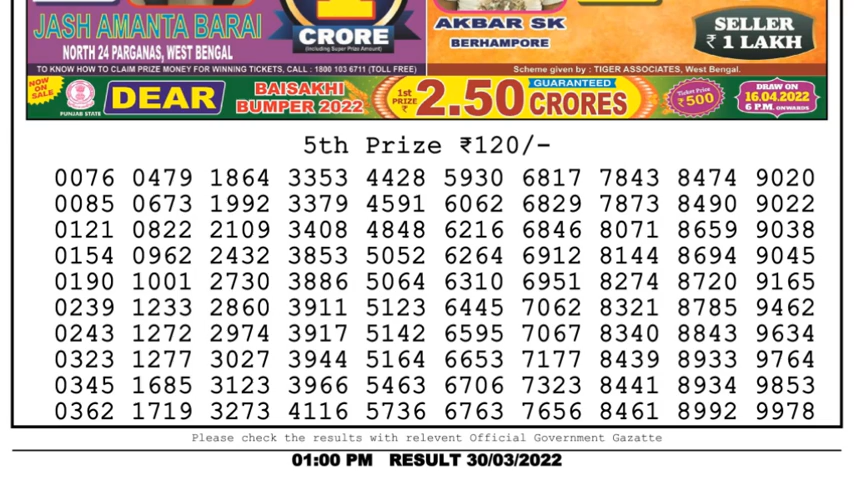 JASH AMANTA BARAI
NORTH 24 PARGANAS, WEST BENGAL
1
CRORE
(Including Super Prize Amount)
AKBAR SK
BERHAMPORE
SELLER
₹ 1 LAKH
TO KNOW HOW TO CLAIM PRIZE MONEY FOR WINNING TICKETS, CALL : 1800 103 6711 (TOLL FREE)
Scheme given by : TIGER ASSOCIATES, West Bengal.
NOW ON SALE
PUNJAB STATE
DEAR
BAISAKHI
BUMPER 2022
1st PRIZE ₹
2.50
GUARANTEED
CRORES
Ticket Price
₹500
DRAW ON
16.04.2022
6 P.M. ONWARDS
5th Prize ₹120/-
0076 0479 1864 3353 4428 5930 6817 7843 8474 9020
0085 0673 1992 3379 4591 6062 6829 7873 8490 9022
0121 0822 2109 3408 4848 6216 6846 8071 8659 9038
0154 0962 2432 3853 5052 6264 6912 8144 8694 9045
0190 1001 2730 3886 5064 6310 6951 8274 8720 9165
0239 1233 2860 3911 5123 6445 7062 8321 8785 9462
0243 1272 2974 3917 5142 6595 7067 8340 8843 9634
0323 1277 3027 3944 5164 6653 7177 8439 8933 9764
0345 1685 3123 3966 5463 6706 7323 8441 8934 9853
0362 1719 3273 4116 5736 6763 7656 8461 8992 9978
Please check the results with relevent Official Government Gazatte
01:00 PM RESULT 30/03/2022